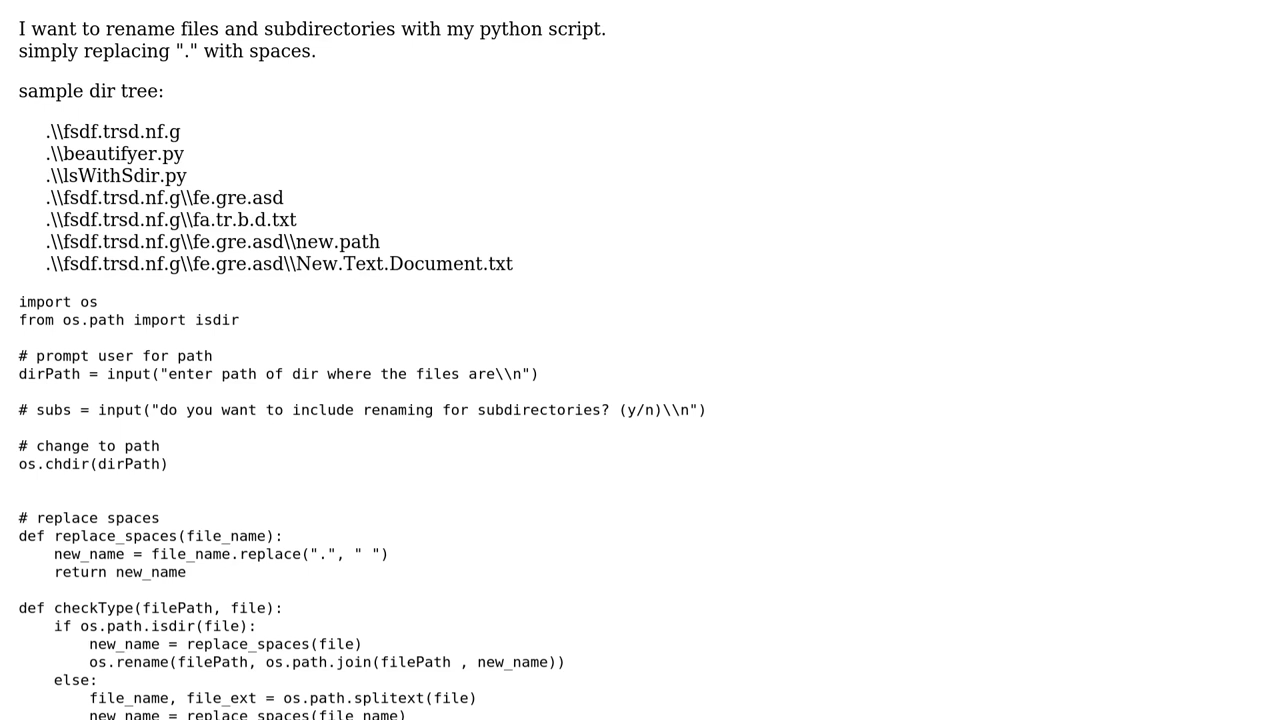 I want to rename files and subdirectories with my python script.
simply replacing "." with spaces.
sample dir tree:
.\\fsdf.trsd.nf.g
.\\beautifyer.py
.\\lsWithSdir.py
.\\fsdf.trsd.nf.g\\fe.gre.asd
.\\fsdf.trsd.nf.g\\fa.tr.b.d.txt
.\\fsdf.trsd.nf.g\\fe.gre.asd\\new.path
.\\fsdf.trsd.nf.g\\fe.gre.asd\\New.Text.Document.txt
import os
from os.path import isdir
# prompt user for path
dirPath = input("enter path of dir where the files are\\n")
# subs = input("do you want to include renaming for subdirectories? (y/n)\\n")
# change to path
os.chdir(dirPath)
# replace spaces
def replace_spaces(file_name):
    new_name = file_name.replace(".", " ")
    return new_name
def checkType(filePath, file):
    if os.path.isdir(file):
        new_name = replace_spaces(file)
        os.rename(filePath, os.path.join(filePath , new_name))
    else:
        file_name, file_ext = os.path.splitext(file)
        new_name = replace_spaces(file_name)